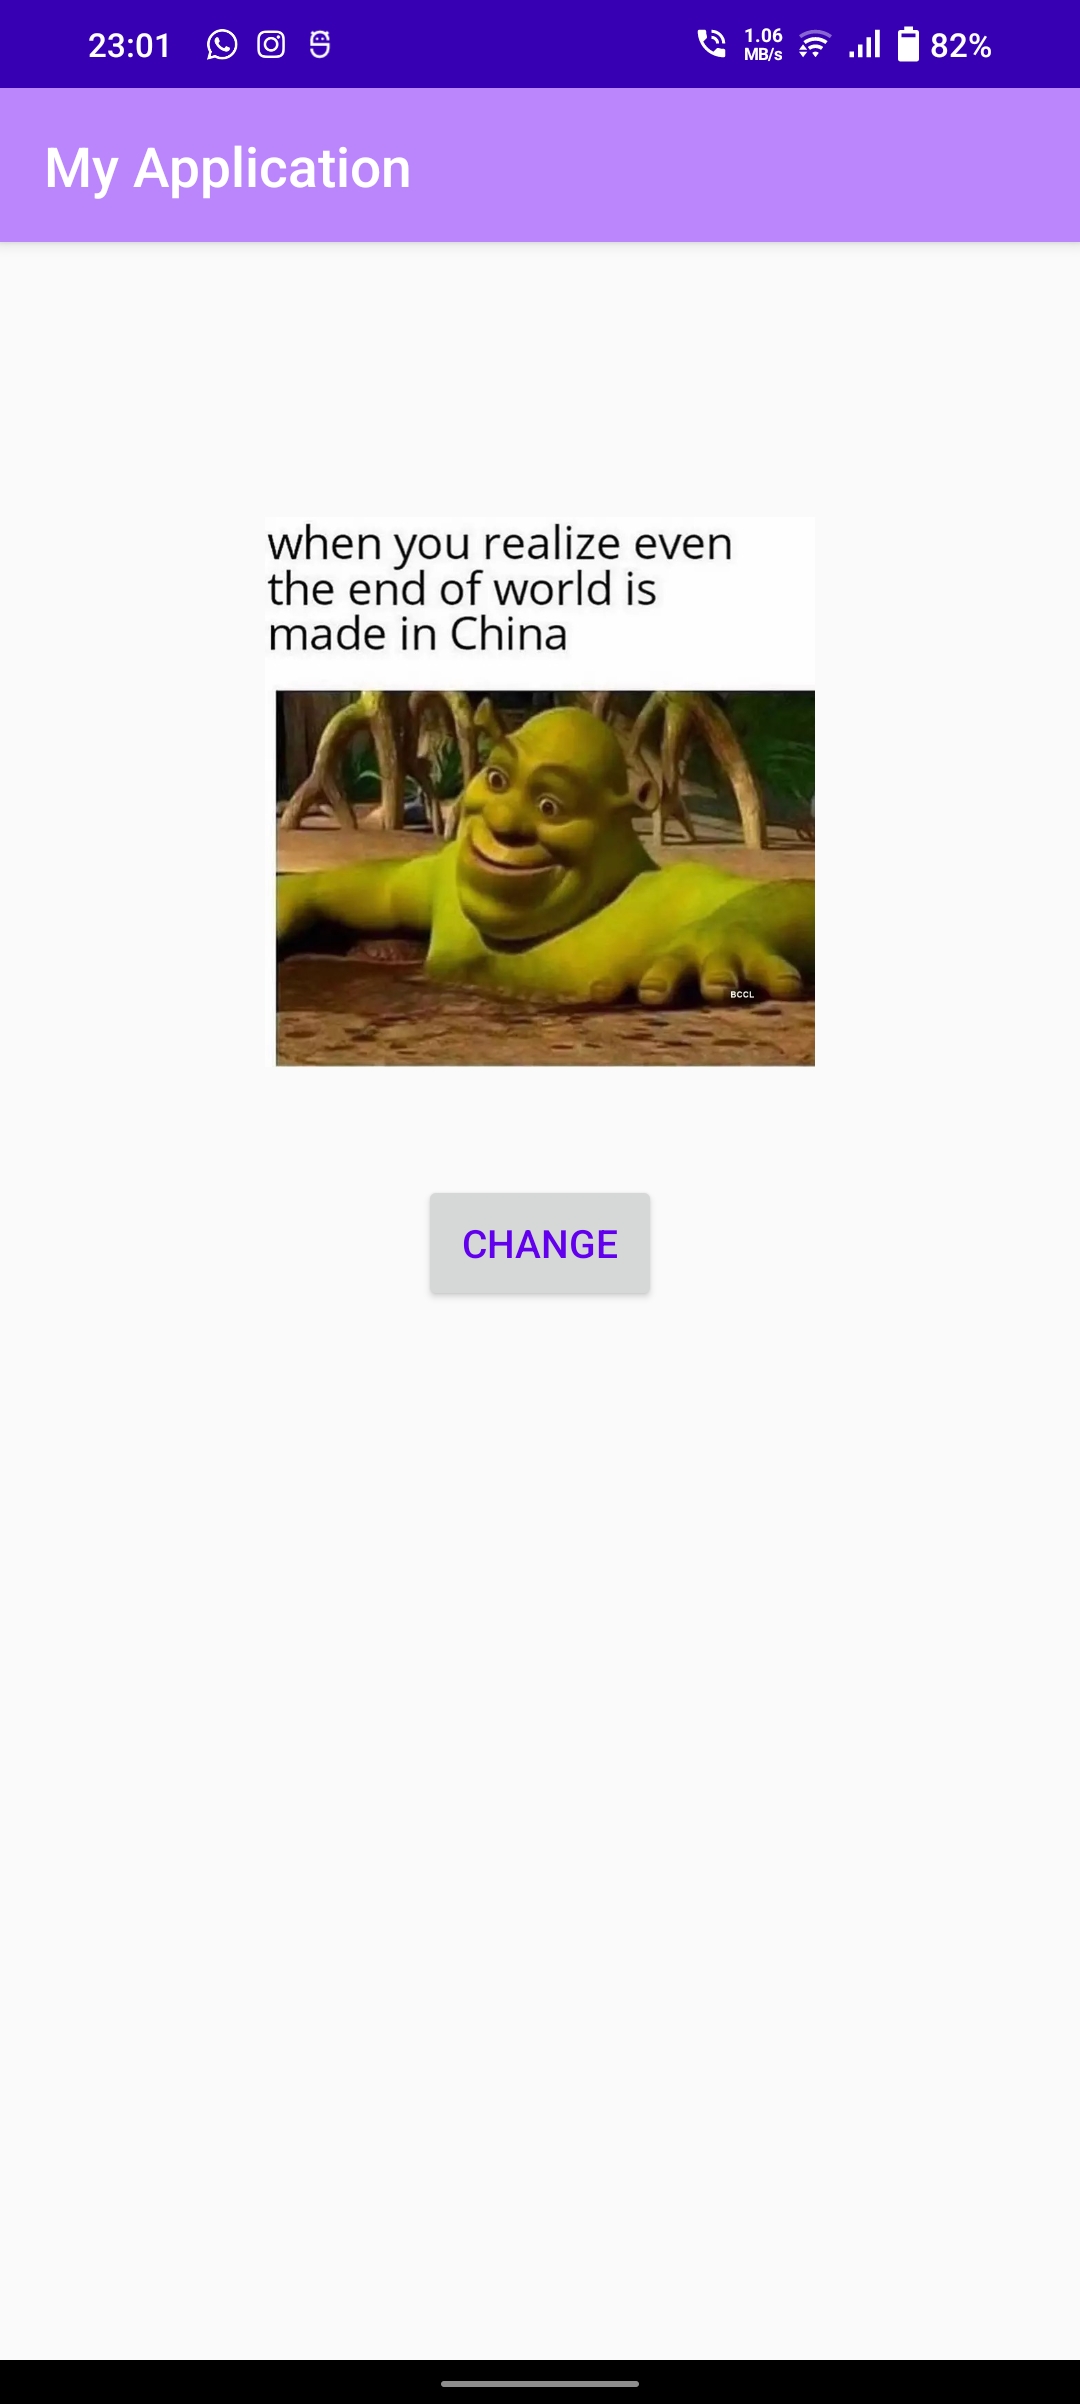 23:01
1.06
MB/s
82%
My Application
when you realize even
the end of world is
made in China
BCCL
CHANGE